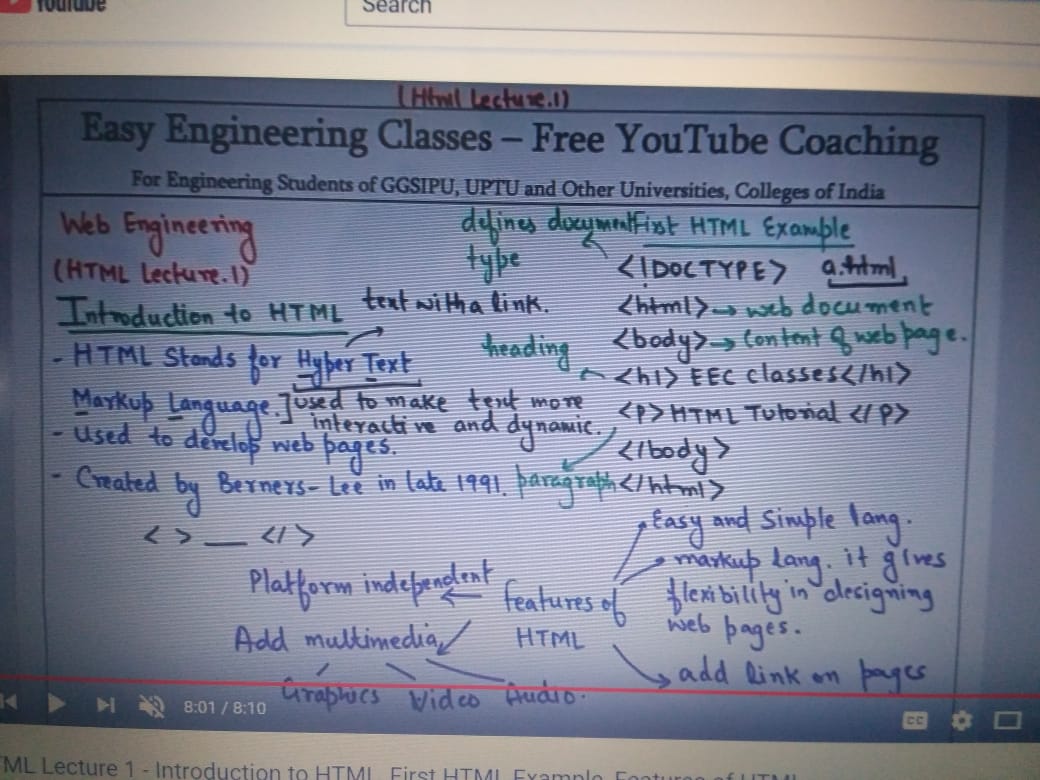 YouTube
Search
(Html Lecture.1)
Easy Engineering Classes – Free YouTube Coaching
For Engineering Students of GGSIPU, UPTU and Other Universities, Colleges of India
Web Engineering
(HTML Lecture.1)
Introduction to HTML
text with a link.
- HTML Stands for Hyper Text
Markup Language.] used to make text more
interactive and dynamic.
- Used to develop web pages.
- Created by Berners-Lee in late 1991.
< > __ </>
defines document
type
First HTML Example
<!DOCTYPE> a.html
<html> → web document
<body> → Content of web page.
heading
<h1> EEC classes</h1>
<p> HTML Tutorial </p>
</body>
paragraph
</html>
features of
HTML
Easy and Simple lang.
markup lang. it gives
flexibility in designing
web pages.
add link on pages
Platform independent
Add multimedia
Graphics Video Audio.
8:01 / 8:10
CC
TML Lecture 1 - Introduction to HTML, First HTML Example, Features of HTML